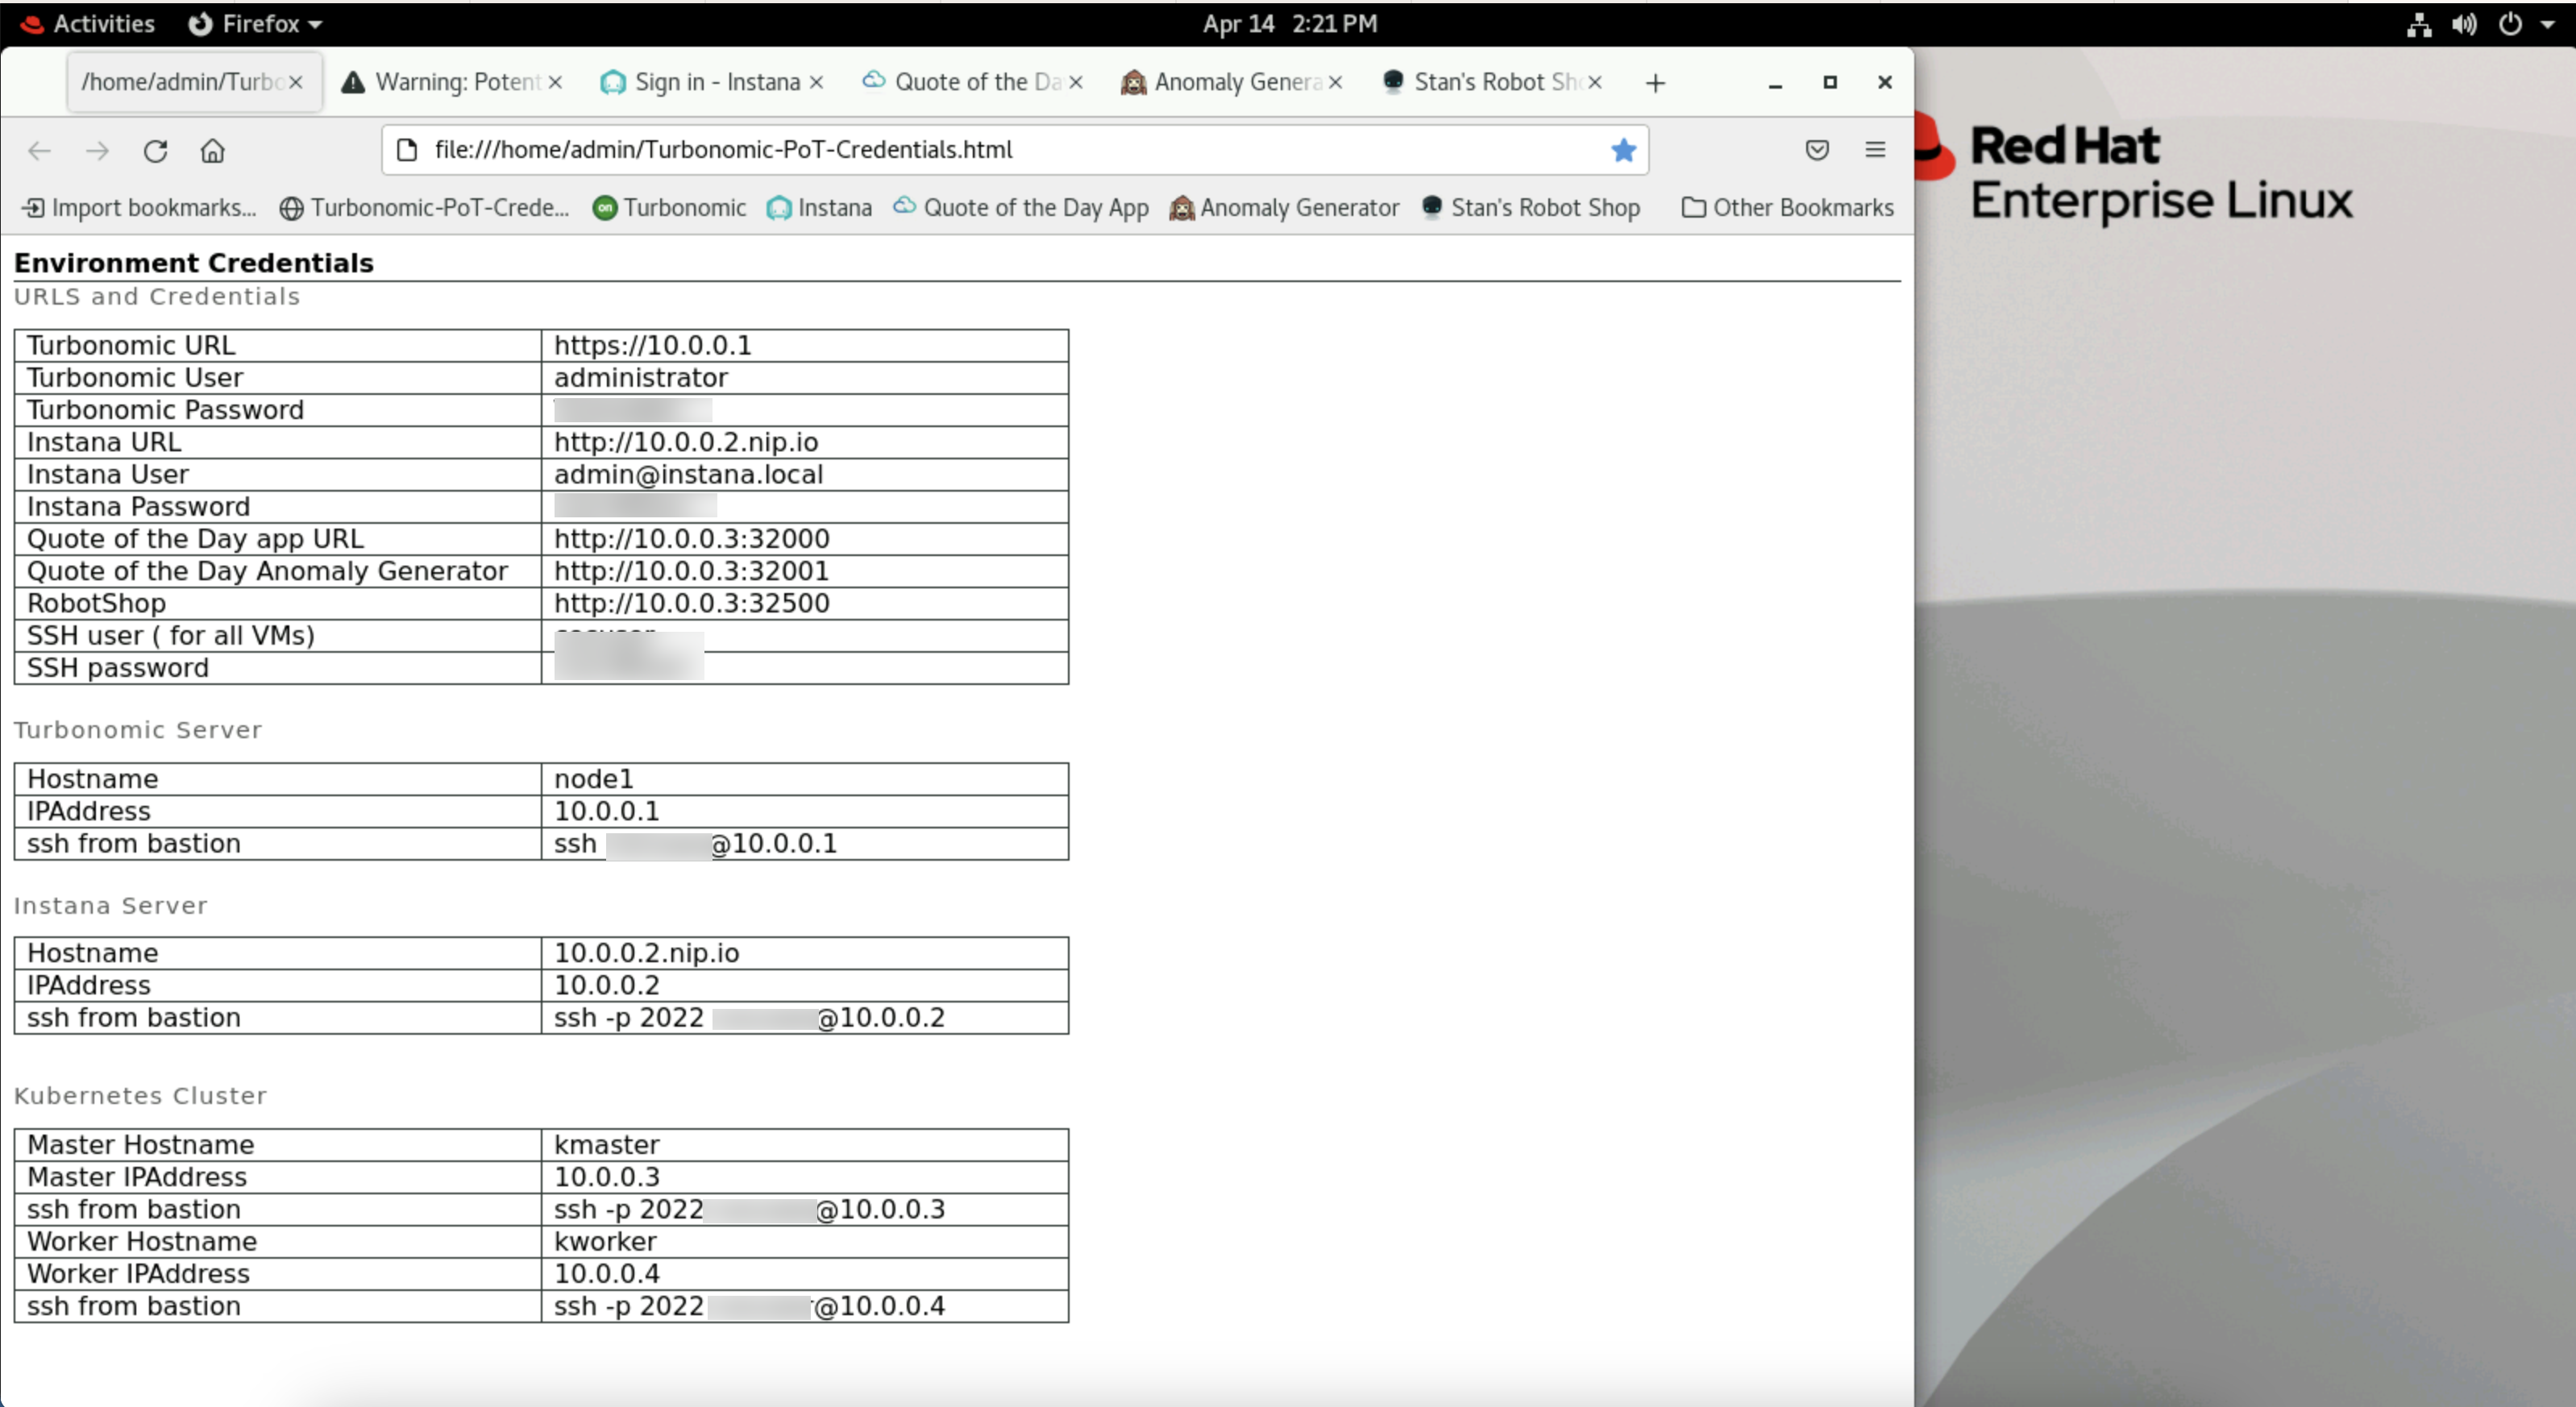 Activities Firefox Apr 14 2:21 PM
/home/admin/Turbo Warning: Potent Sign in - Instana Quote of the Da Anomaly Genera Stan's Robot Sho
file:///home/admin/Turbonomic-PoT-Credentials.html
Import bookmarks... Turbonomic-PoT-Crede... on Turbonomic Instana Quote of the Day App Anomaly Generator Stan's Robot Shop Other Bookmarks
Red Hat
Enterprise Linux
Environment Credentials
URLS and Credentials
Turbonomic URL https://10.0.0.1
Turbonomic User administrator
Turbonomic Password
Instana URL http://10.0.0.2.nip.io
Instana User admin@instana.local
Instana Password
Quote of the Day app URL http://10.0.0.3:32000
Quote of the Day Anomaly Generator http://10.0.0.3:32001
RobotShop http://10.0.0.3:32500
SSH user ( for all VMs)
SSH password
Turbonomic Server
Hostname node1
IPAddress 10.0.0.1
ssh from bastion ssh @10.0.0.1
Instana Server
Hostname 10.0.0.2.nip.io
IPAddress 10.0.0.2
ssh from bastion ssh -p 2022 @10.0.0.2
Kubernetes Cluster
Master Hostname kmaster
Master IPAddress 10.0.0.3
ssh from bastion ssh -p 2022 @10.0.0.3
Worker Hostname kworker
Worker IPAddress 10.0.0.4
ssh from bastion ssh -p 2022 @10.0.0.4